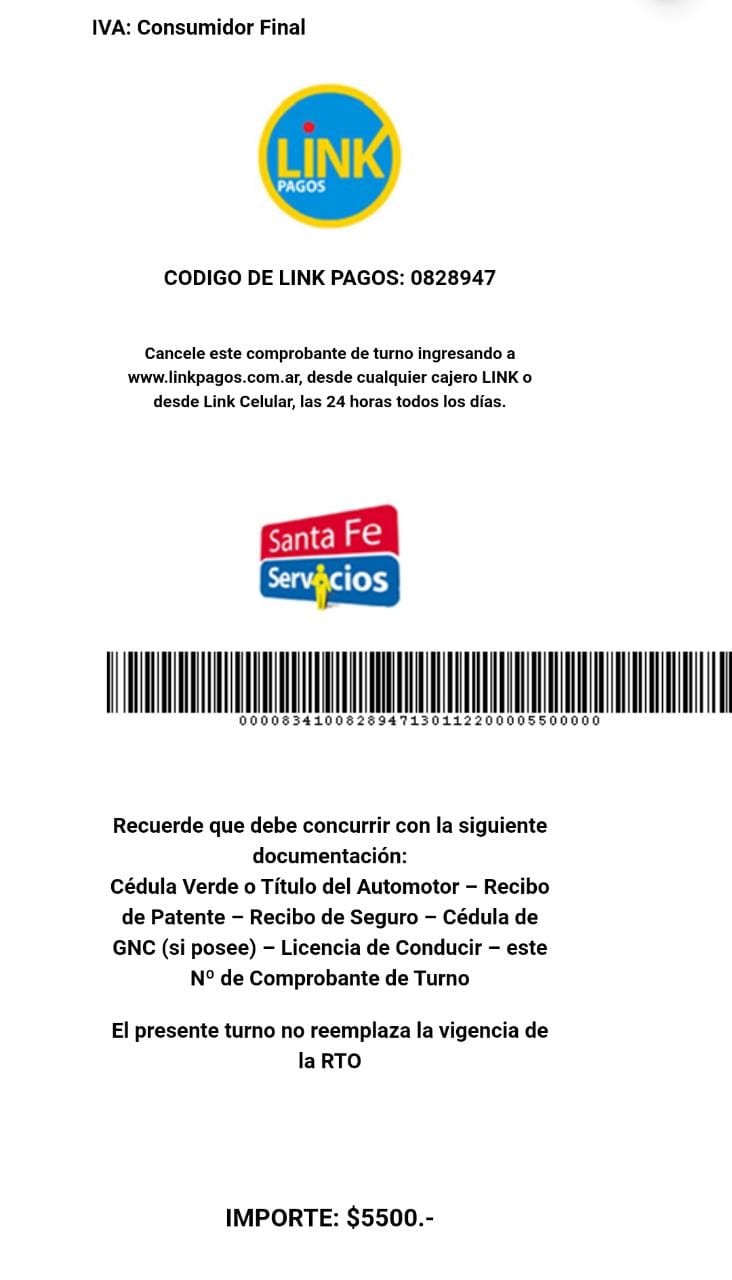 IVA: Consumidor Final
LINK
PAGOS
CODIGO DE LINK PAGOS: 0828947
Cancele este comprobante de turno ingresando a
www.linkpagos.com.ar, desde cualquier cajero LINK o
desde Link Celular, las 24 horas todos los días.
Santa Fe
Servicios
0000834100828947130112200005500000
Recuerde que debe concurrir con la siguiente
documentación:
Cédula Verde o Título del Automotor – Recibo
de Patente – Recibo de Seguro – Cédula de
GNC (si posee) – Licencia de Conducir – este
Nº de Comprobante de Turno
El presente turno no reemplaza la vigencia de
la RTO
IMPORTE: $5500.-